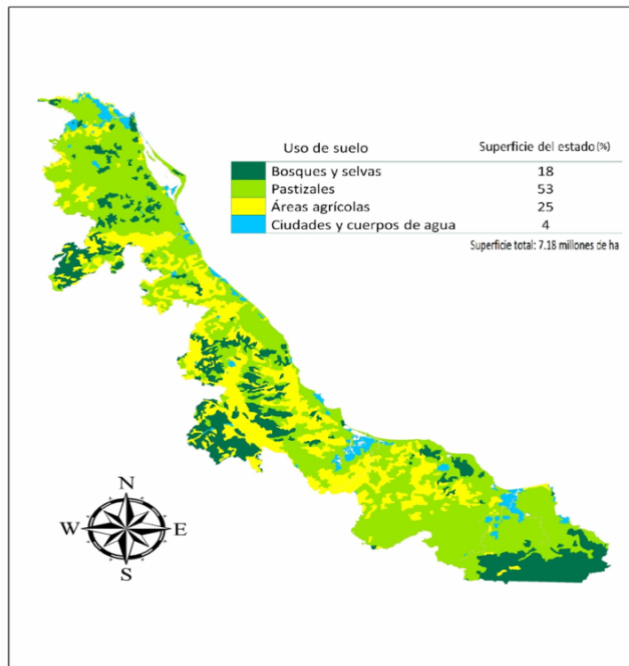 Uso de suelo Superficie del estado (%)
Bosques y selvas 18
Pastizales 53
Áreas agrícolas 25
Ciudades y cuerpos de agua 4
Superficie total: 7.18 millones de ha
N
W E
S